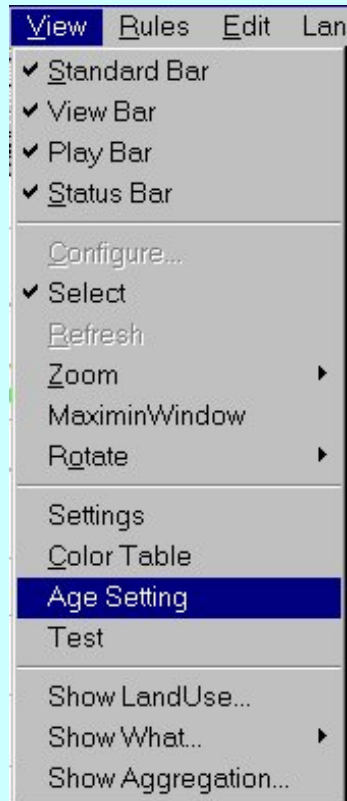 View Rules Edit Lan
Standard Bar
View Bar
Play Bar
Status Bar
Configure...
Select
Refresh
Zoom
MaximinWindow
Rotate
Settings
Color Table
Age Setting
Test
Show LandUse...
Show What...
Show Aggregation...